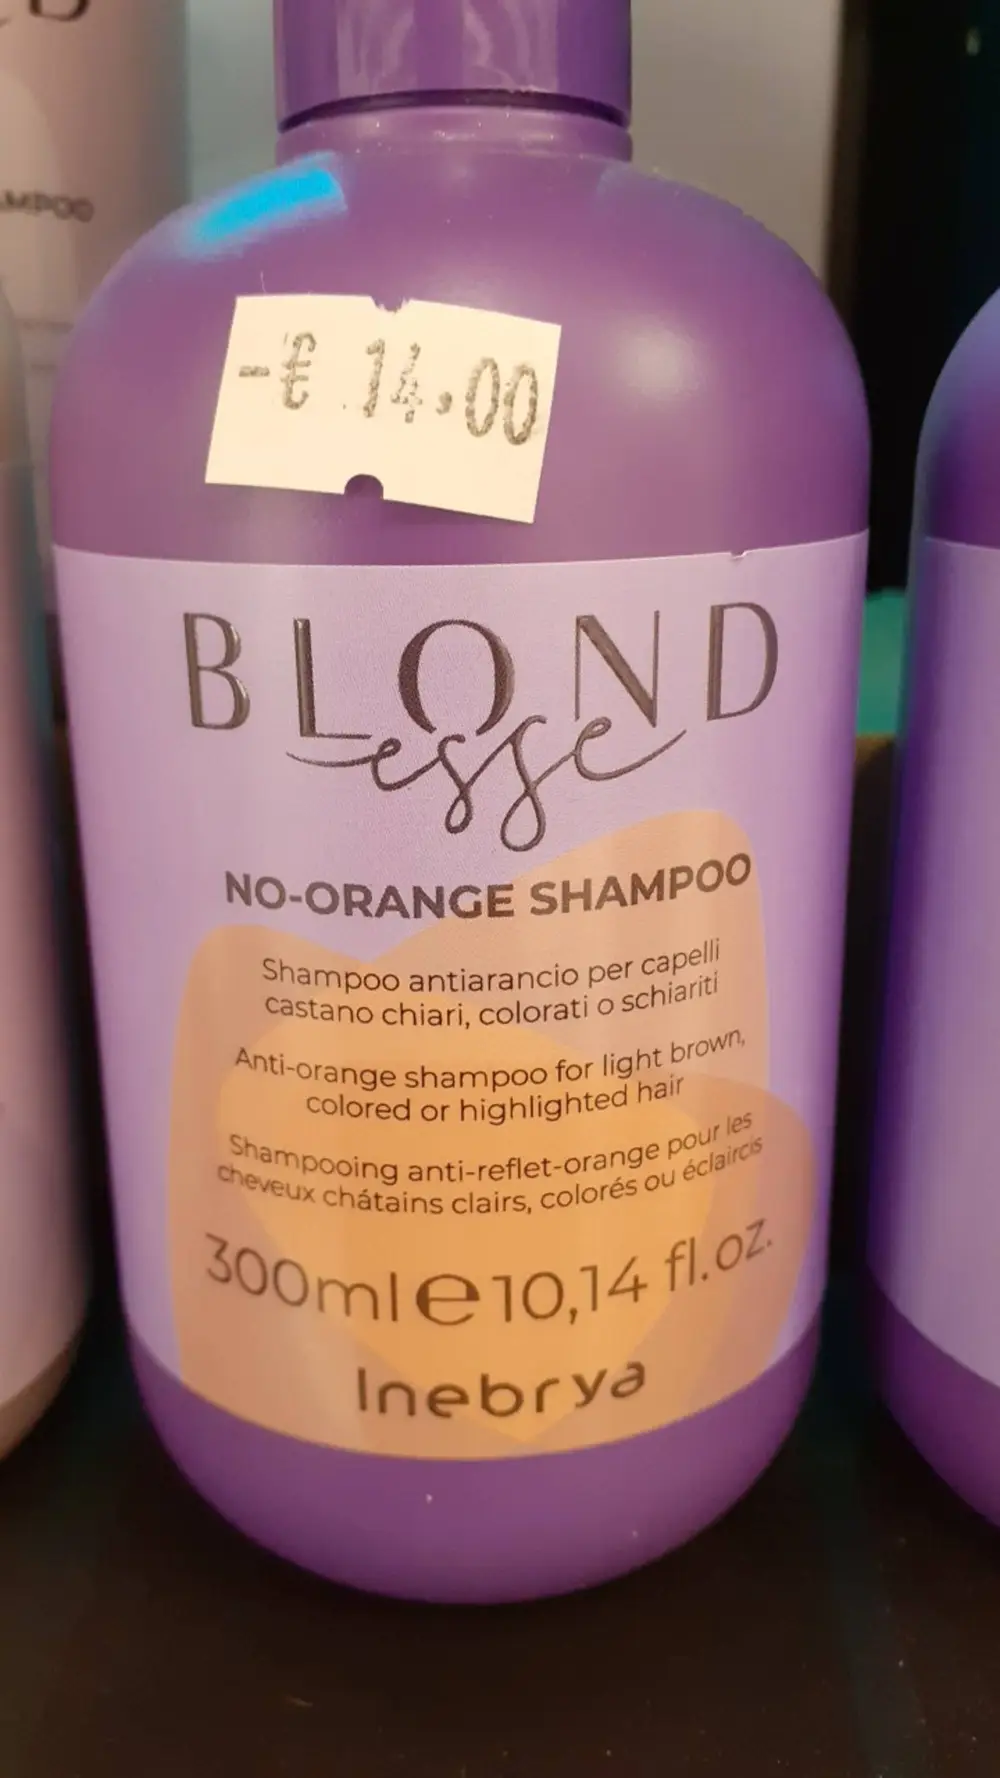 AMPOO
-€ 14.00
BLOND
esse
NO-ORANGE SHAMPOO
Shampoo antiarancio per capelli
castano chiari, colorati o schiariti
Anti-orange shampoo for light brown,
colored or highlighted hair
Shampooing anti-reflet-orange pour les
cheveux châtains clairs, colorés ou éclaircis
300ml e 10,14 fl.oz.
Inebrya